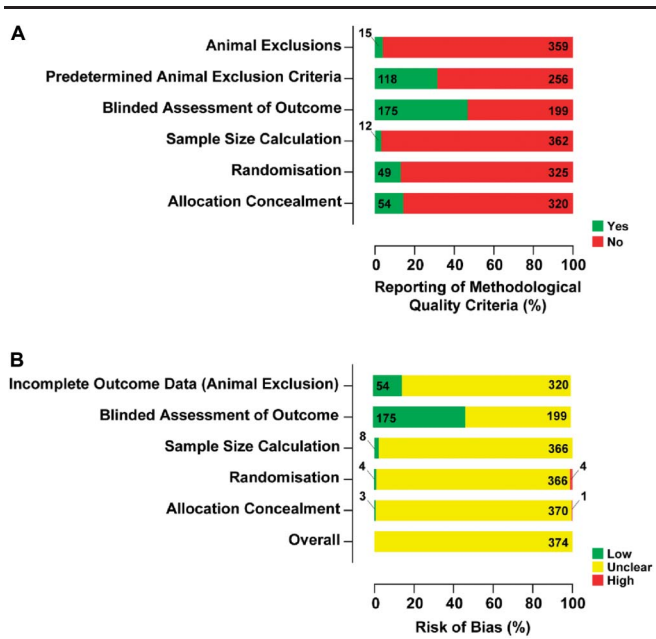 A
15
Animal Exclusions
359
Predetermined Animal Exclusion Criteria
118
256
Blinded Assessment of Outcome
175
199
12
Sample Size Calculation
362
Randomisation
49
325
Allocation Concealment
54
320
Yes
No
0 20 40 60 80 100
Reporting of Methodological
Quality Criteria (%)
B
Incomplete Outcome Data (Animal Exclusion)
54
320
Blinded Assessment of Outcome
175
199
8
Sample Size Calculation
366
4
Randomisation
366
4
3
Allocation Concealment
370
1
Overall
374
Low
Unclear
High
0 20 40 60 80 100
Risk of Bias (%)